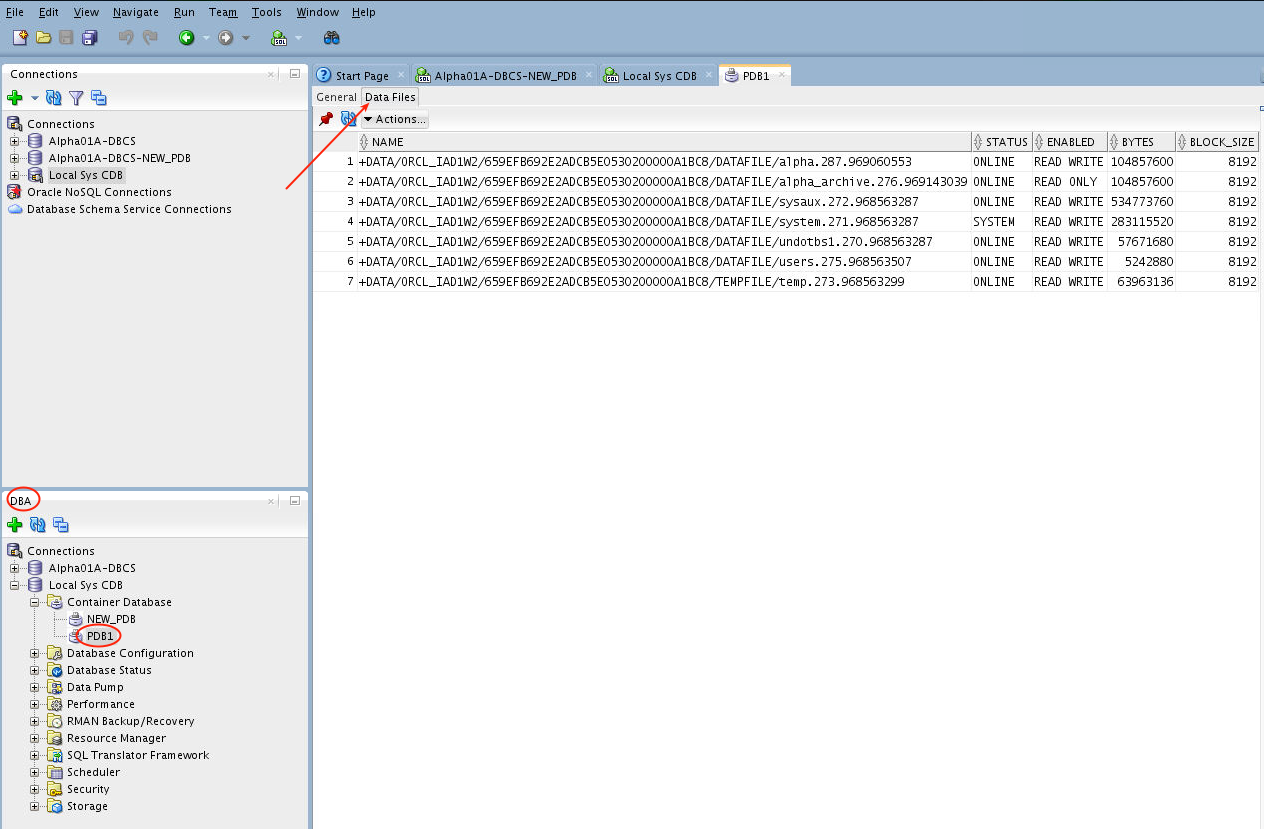 File Edit View Navigate Run Team Tools Window Help
Connections
Connections
Alpha01A-DBCS
Alpha01A-DBCS-NEW_PDB
Local Sys CDB
Oracle NoSQL Connections
Database Schema Service Connections
DBA
Connections
Alpha01A-DBCS
Local Sys CDB
Container Database
NEW_PDB
PDB1
Database Configuration
Database Status
Data Pump
Performance
RMAN Backup/Recovery
Resource Manager
SQL Translator Framework
Scheduler
Security
Storage
Start Page Alpha01A-DBCS-NEW_PDB Local Sys CDB PDB1
General Data Files
Actions...
NAME STATUS ENABLED BYTES BLOCK_SIZE
1 +DATA/ORCL_IAD1W2/659EFB692E2ADCB5E0530200000A1BC8/DATAFILE/alpha.287.969060553 ONLINE READ WRITE 104857600 8192
2 +DATA/ORCL_IAD1W2/659EFB692E2ADCB5E0530200000A1BC8/DATAFILE/alpha_archive.276.969143039 ONLINE READ ONLY 104857600 8192
3 +DATA/ORCL_IAD1W2/659EFB692E2ADCB5E0530200000A1BC8/DATAFILE/sysaux.272.968563287 ONLINE READ WRITE 534773760 8192
4 +DATA/ORCL_IAD1W2/659EFB692E2ADCB5E0530200000A1BC8/DATAFILE/system.271.968563287 SYSTEM READ WRITE 283115520 8192
5 +DATA/ORCL_IAD1W2/659EFB692E2ADCB5E0530200000A1BC8/DATAFILE/undotbs1.270.968563287 ONLINE READ WRITE 57671680 8192
6 +DATA/ORCL_IAD1W2/659EFB692E2ADCB5E0530200000A1BC8/DATAFILE/users.275.968563507 ONLINE READ WRITE 5242880 8192
7 +DATA/ORCL_IAD1W2/659EFB692E2ADCB5E0530200000A1BC8/TEMPFILE/temp.273.968563299 ONLINE READ WRITE 63963136 8192